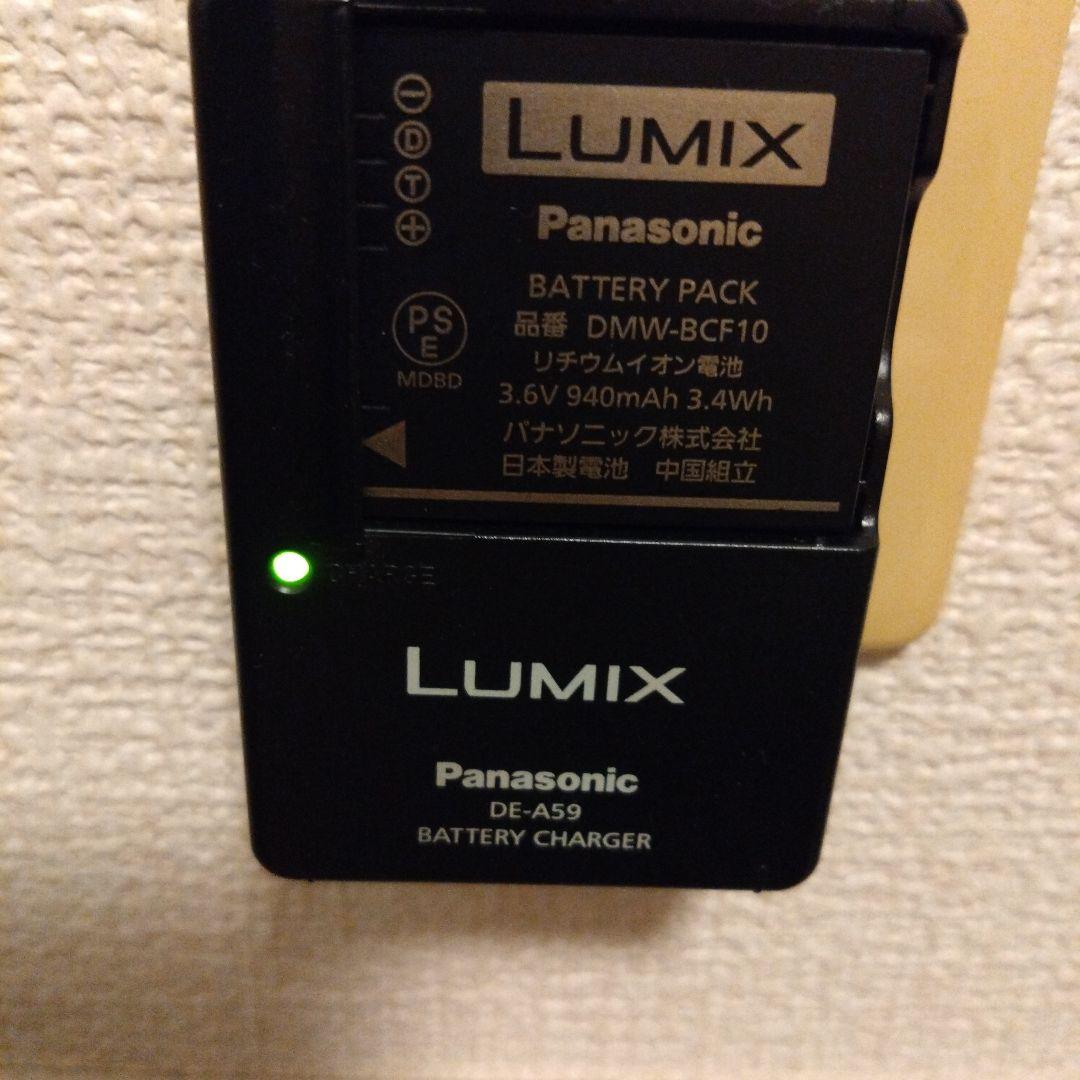 LUMIX
Panasonic
BATTERY PACK
品番 DMW-BCF10
リチウムイオン電池
3.6V 940mAh 3.4Wh
パナソニック株式会社
日本製電池 中国組立
⊖
D
T
⊕
PS
E
MDBD
CHARGE
LUMIX
Panasonic
DE-A59
BATTERY CHARGER